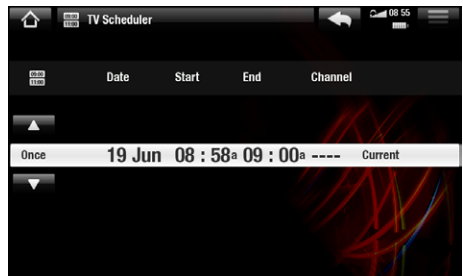 09:00 11:00 TV Scheduler 08 55
09:00 11:00 Date Start End Channel
Once 19 Jun 08 : 58a 09 : 00a ---- Current